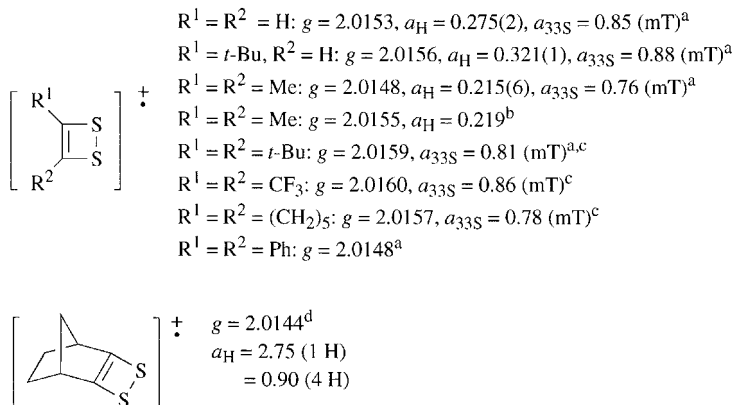 R¹ = R² = H: g = 2.0153, aH = 0.275(2), a33S = 0.85 (mT)ᵃ
R¹ = t-Bu, R² = H: g = 2.0156, aH = 0.321(1), a33S = 0.88 (mT)ᵃ
R¹ = R² = Me: g = 2.0148, aH = 0.215(6), a33S = 0.76 (mT)ᵃ
R¹ = R² = Me: g = 2.0155, aH = 0.219ᵇ
R¹ = R² = t-Bu: g = 2.0159, a33S = 0.81 (mT)ᵃ,ᶜ
R¹ = R² = CF₃: g = 2.0160, a33S = 0.86 (mT)ᶜ
R¹ = R² = (CH₂)₅: g = 2.0157, a33S = 0.78 (mT)ᶜ
R¹ = R² = Ph: g = 2.0148ᵃ
R¹
S
S
R²
+•
g = 2.0144ᵈ
aH = 2.75 (1 H)
= 0.90 (4 H)
S
S
+•